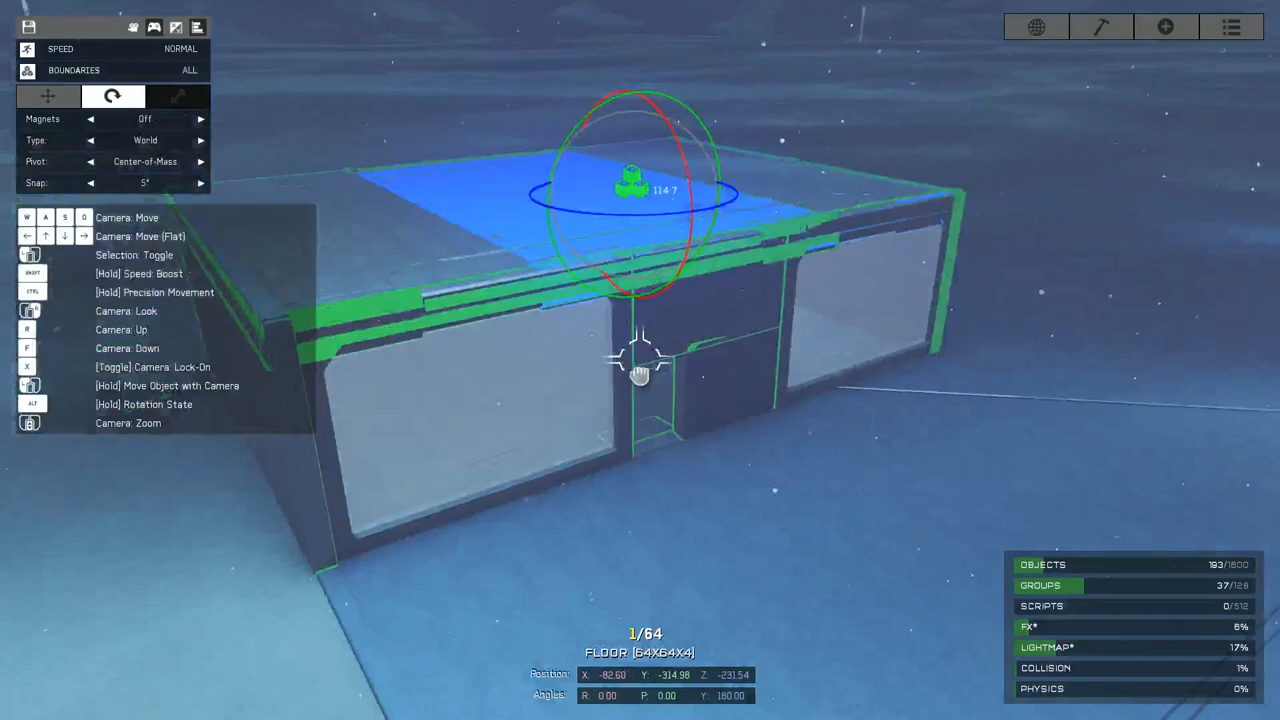 SPEED NORMAL
BOUNDARIES ALL
Magnets Off
Type: World
Pivot: Center-of-Mass
Snap: 5°
W A S D Camera: Move
← ↑ ↓ → Camera: Move (Flat)
Selection: Toggle
SHIFT [Hold] Speed: Boost
CTRL [Hold] Precision Movement
Camera: Look
R Camera: Up
F Camera: Down
X [Toggle] Camera: Lock-On
[Hold] Move Object with Camera
ALT [Hold] Rotation State
Camera: Zoom
114.7
OBJECTS 193/1600
GROUPS 37/128
SCRIPTS 0/512
FX* 6%
LIGHTMAP* 17%
COLLISION 1%
PHYSICS 0%
1/64
FLOOR [64X64X4]
Position: X: -82.60 Y: -314.98 Z: -231.54
Angles: R: 0.00 P: 0.00 Y: 180.00